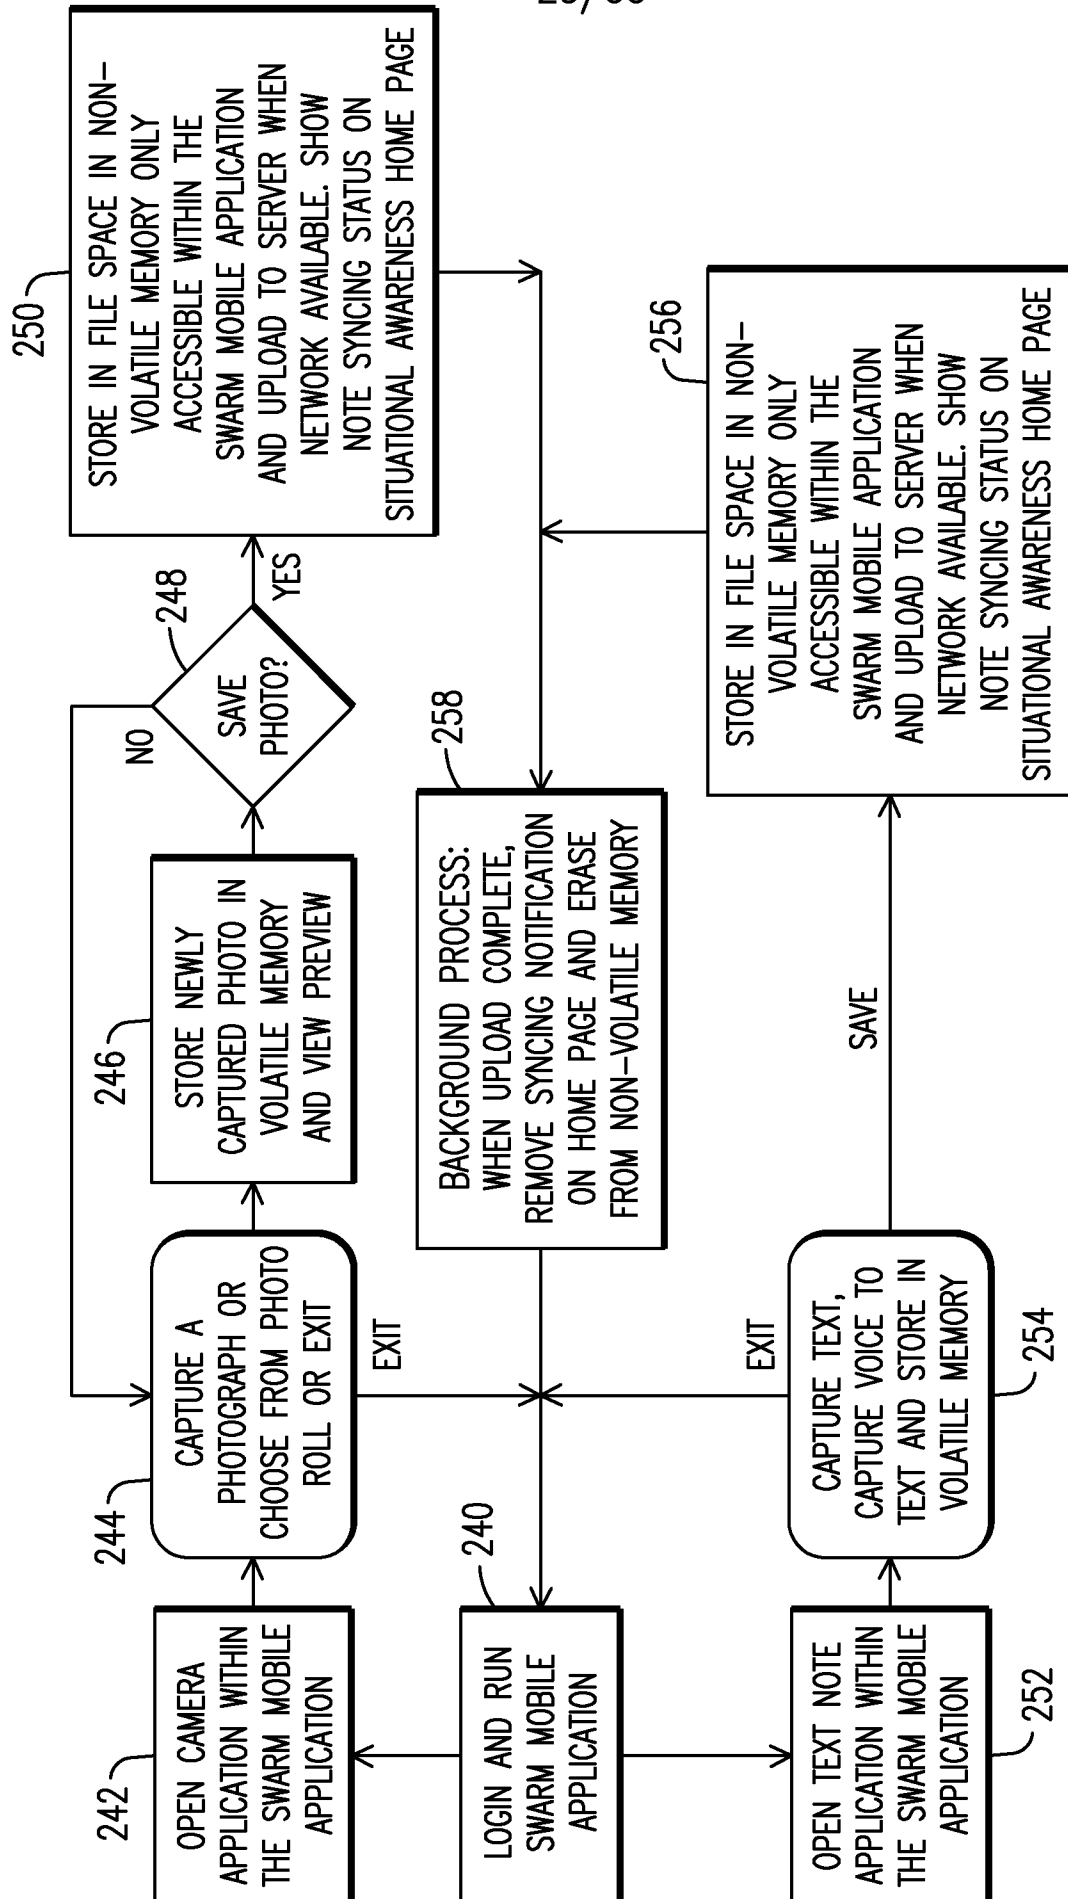 242
OPEN CAMERA
APPLICATION WITHIN
THE SWARM MOBILE
APPLICATION
244
CAPTURE A
PHOTOGRAPH OR
CHOOSE FROM PHOTO
ROLL OR EXIT
246
STORE NEWLY
CAPTURED PHOTO IN
VOLATILE MEMORY
AND VIEW PREVIEW
NO
248
SAVE
PHOTO?
YES
250
STORE IN FILE SPACE IN NON-
VOLATILE MEMORY ONLY
ACCESSIBLE WITHIN THE
SWARM MOBILE APPLICATION
AND UPLOAD TO SERVER WHEN
NETWORK AVAILABLE. SHOW
NOTE SYNCING STATUS ON
SITUATIONAL AWARENESS HOME PAGE
EXIT
240
LOGIN AND RUN
SWARM MOBILE
APPLICATION
258
BACKGROUND PROCESS:
WHEN UPLOAD COMPLETE,
REMOVE SYNCING NOTIFICATION
ON HOME PAGE AND ERASE
FROM NON-VOLATILE MEMORY
EXIT
252
OPEN TEXT NOTE
APPLICATION WITHIN
THE SWARM MOBILE
APPLICATION
254
CAPTURE TEXT,
CAPTURE VOICE TO
TEXT AND STORE IN
VOLATILE MEMORY
SAVE
256
STORE IN FILE SPACE IN NON-
VOLATILE MEMORY ONLY
ACCESSIBLE WITHIN THE
SWARM MOBILE APPLICATION
AND UPLOAD TO SERVER WHEN
NETWORK AVAILABLE. SHOW
NOTE SYNCING STATUS ON
SITUATIONAL AWARENESS HOME PAGE